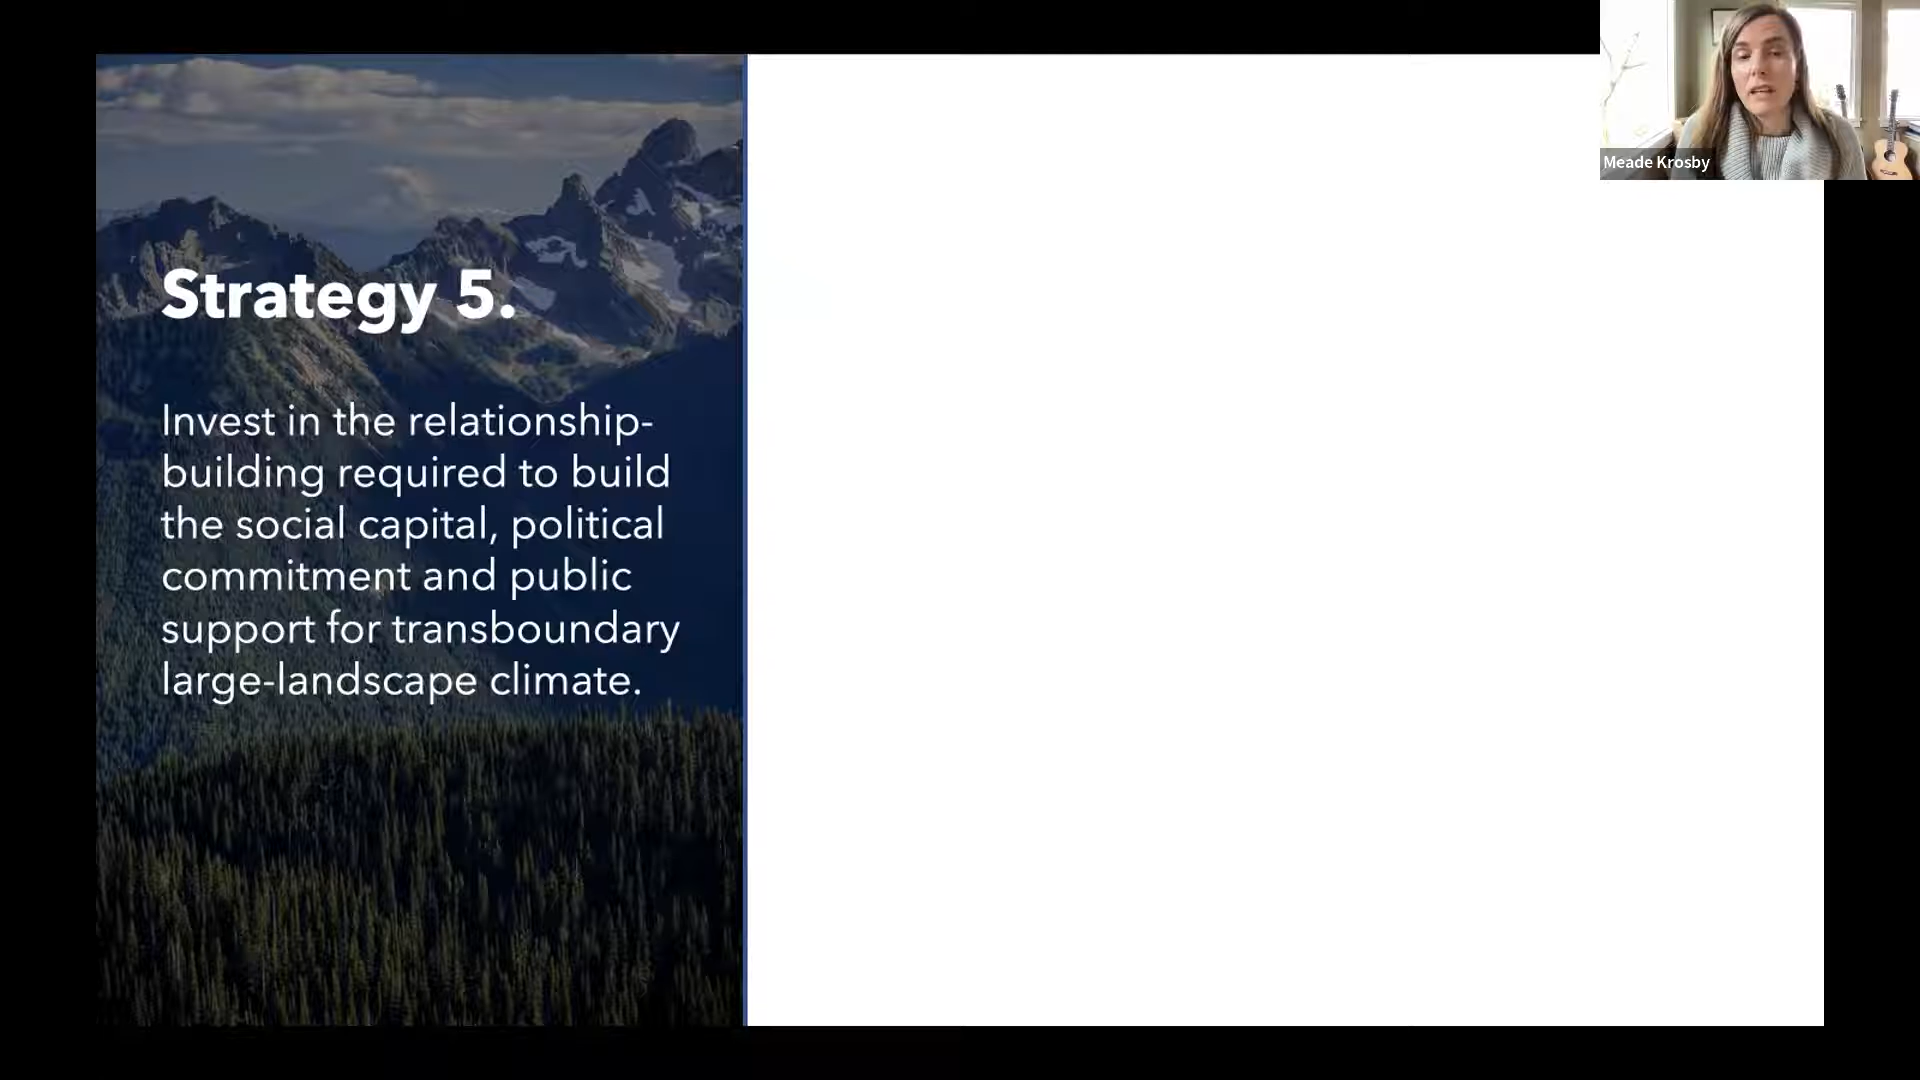 Strategy 5.
Invest in the relationship-
building required to build
the social capital, political
commitment and public
support for transboundary
large-landscape climate.
Meade Krosby